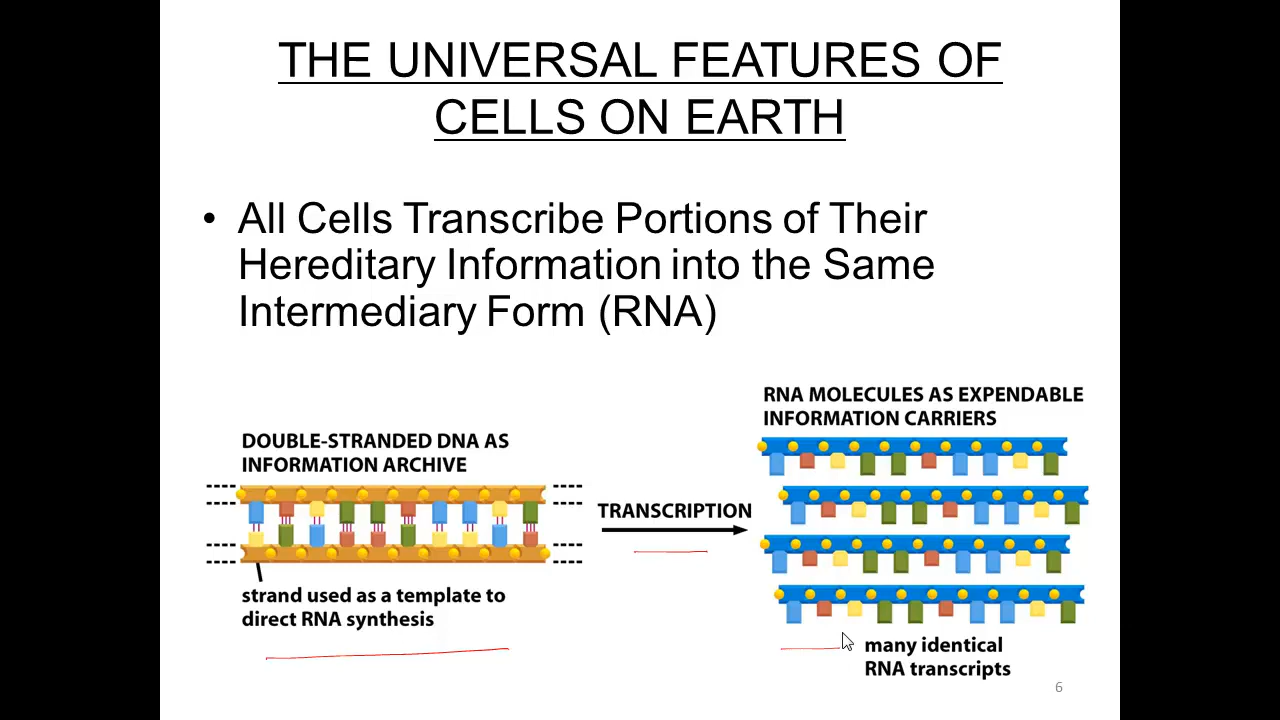 THE UNIVERSAL FEATURES OF
CELLS ON EARTH
• All Cells Transcribe Portions of Their
Hereditary Information into the Same
Intermediary Form (RNA)
DOUBLE-STRANDED DNA AS
INFORMATION ARCHIVE
strand used as a template to
direct RNA synthesis
TRANSCRIPTION
RNA MOLECULES AS EXPENDABLE
INFORMATION CARRIERS
many identical
RNA transcripts
6